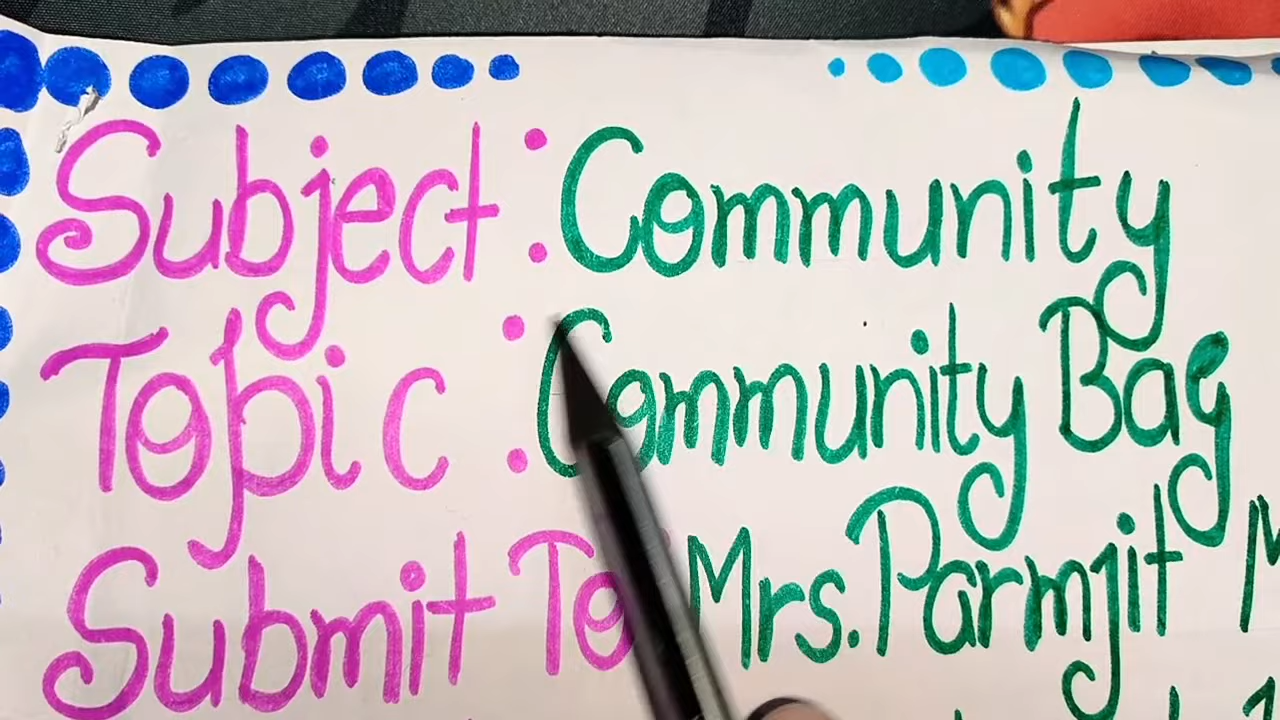 Subject : Community
Topic : Community Bag
Submit To : Mrs. Parmjit